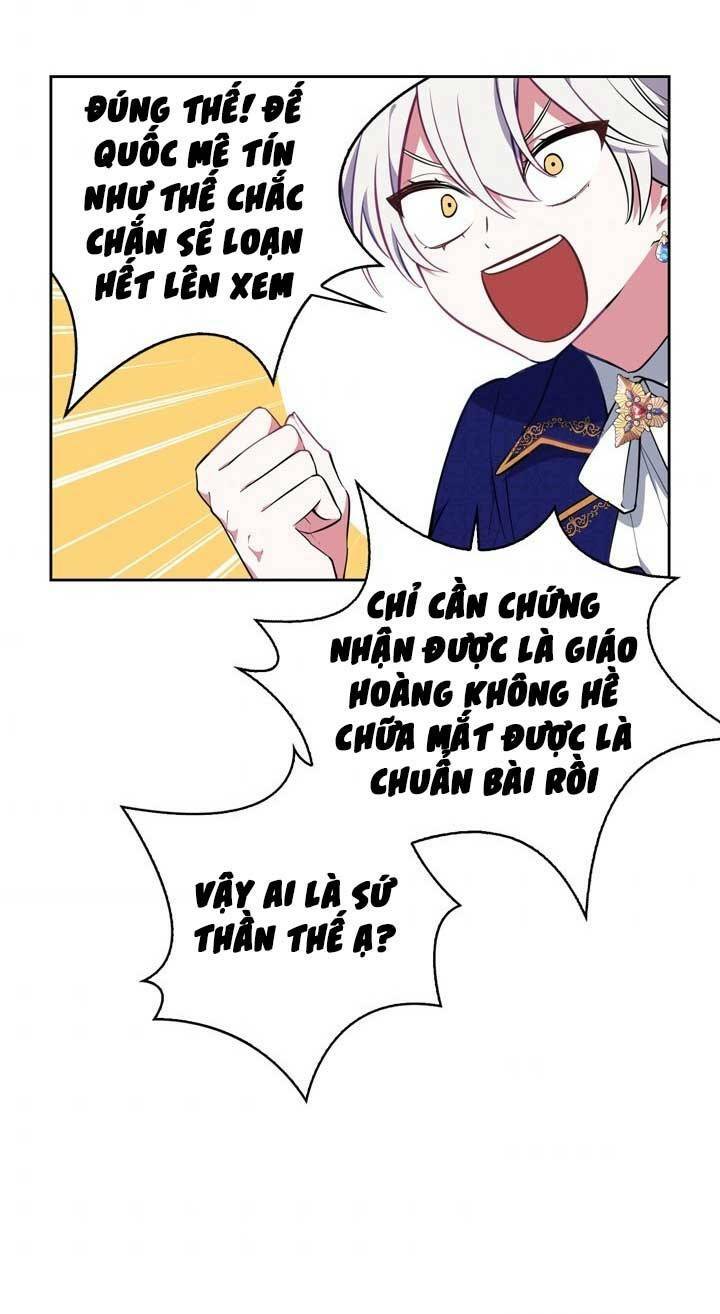 ĐÚNG THẾ! ĐẾ
QUỐC MÊ TÍN
NHƯ THẾ CHẮC
CHẮN SẼ LOẠN
HẾT LÊN XEM
CHỈ CẦN CHỨNG
NHẬN ĐƯỢC LÀ GIÁO
HOÀNG KHÔNG HỀ
CHỮA MẮT ĐƯỢC LÀ
CHUẨN BÀI RỒI
VẬY AI LÀ SỨ
THẦN THẾ Ạ?